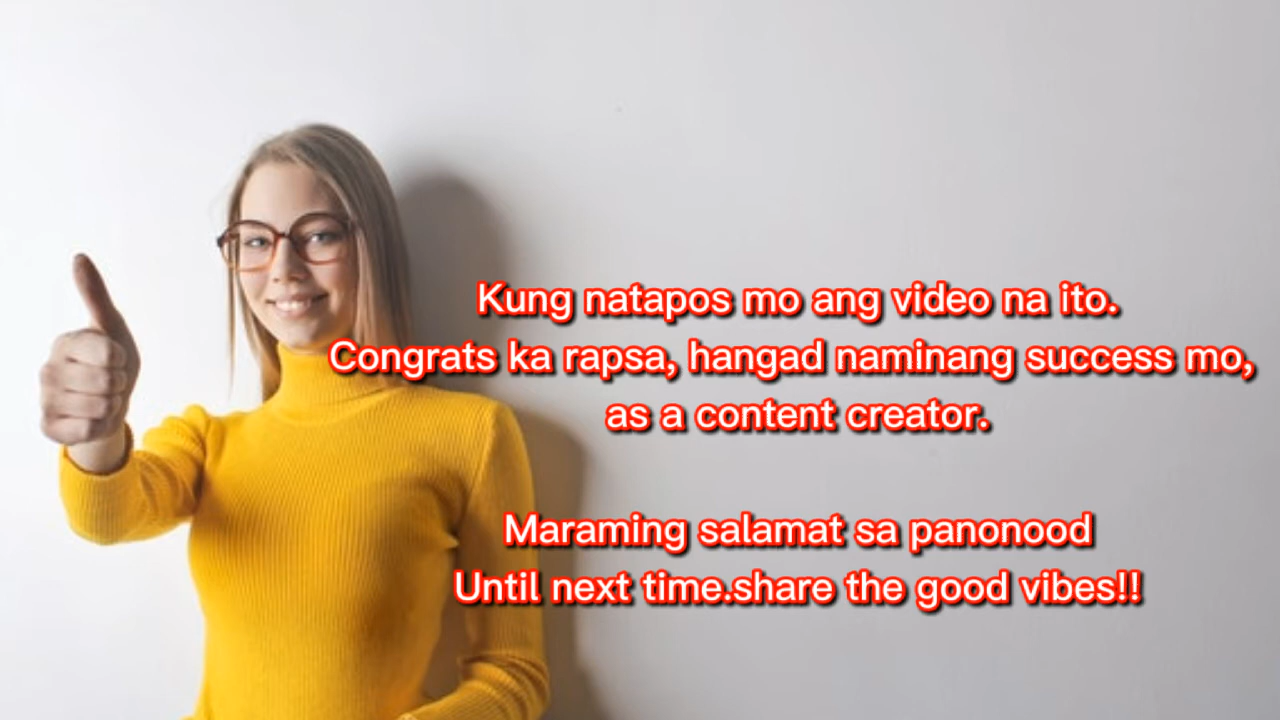 Kung natapos mo ang video na ito.
Congrats ka rapsa, hangad naminang success mo,
as a content creator.
Maraming salamat sa panonood
Until next time.share the good vibes!!